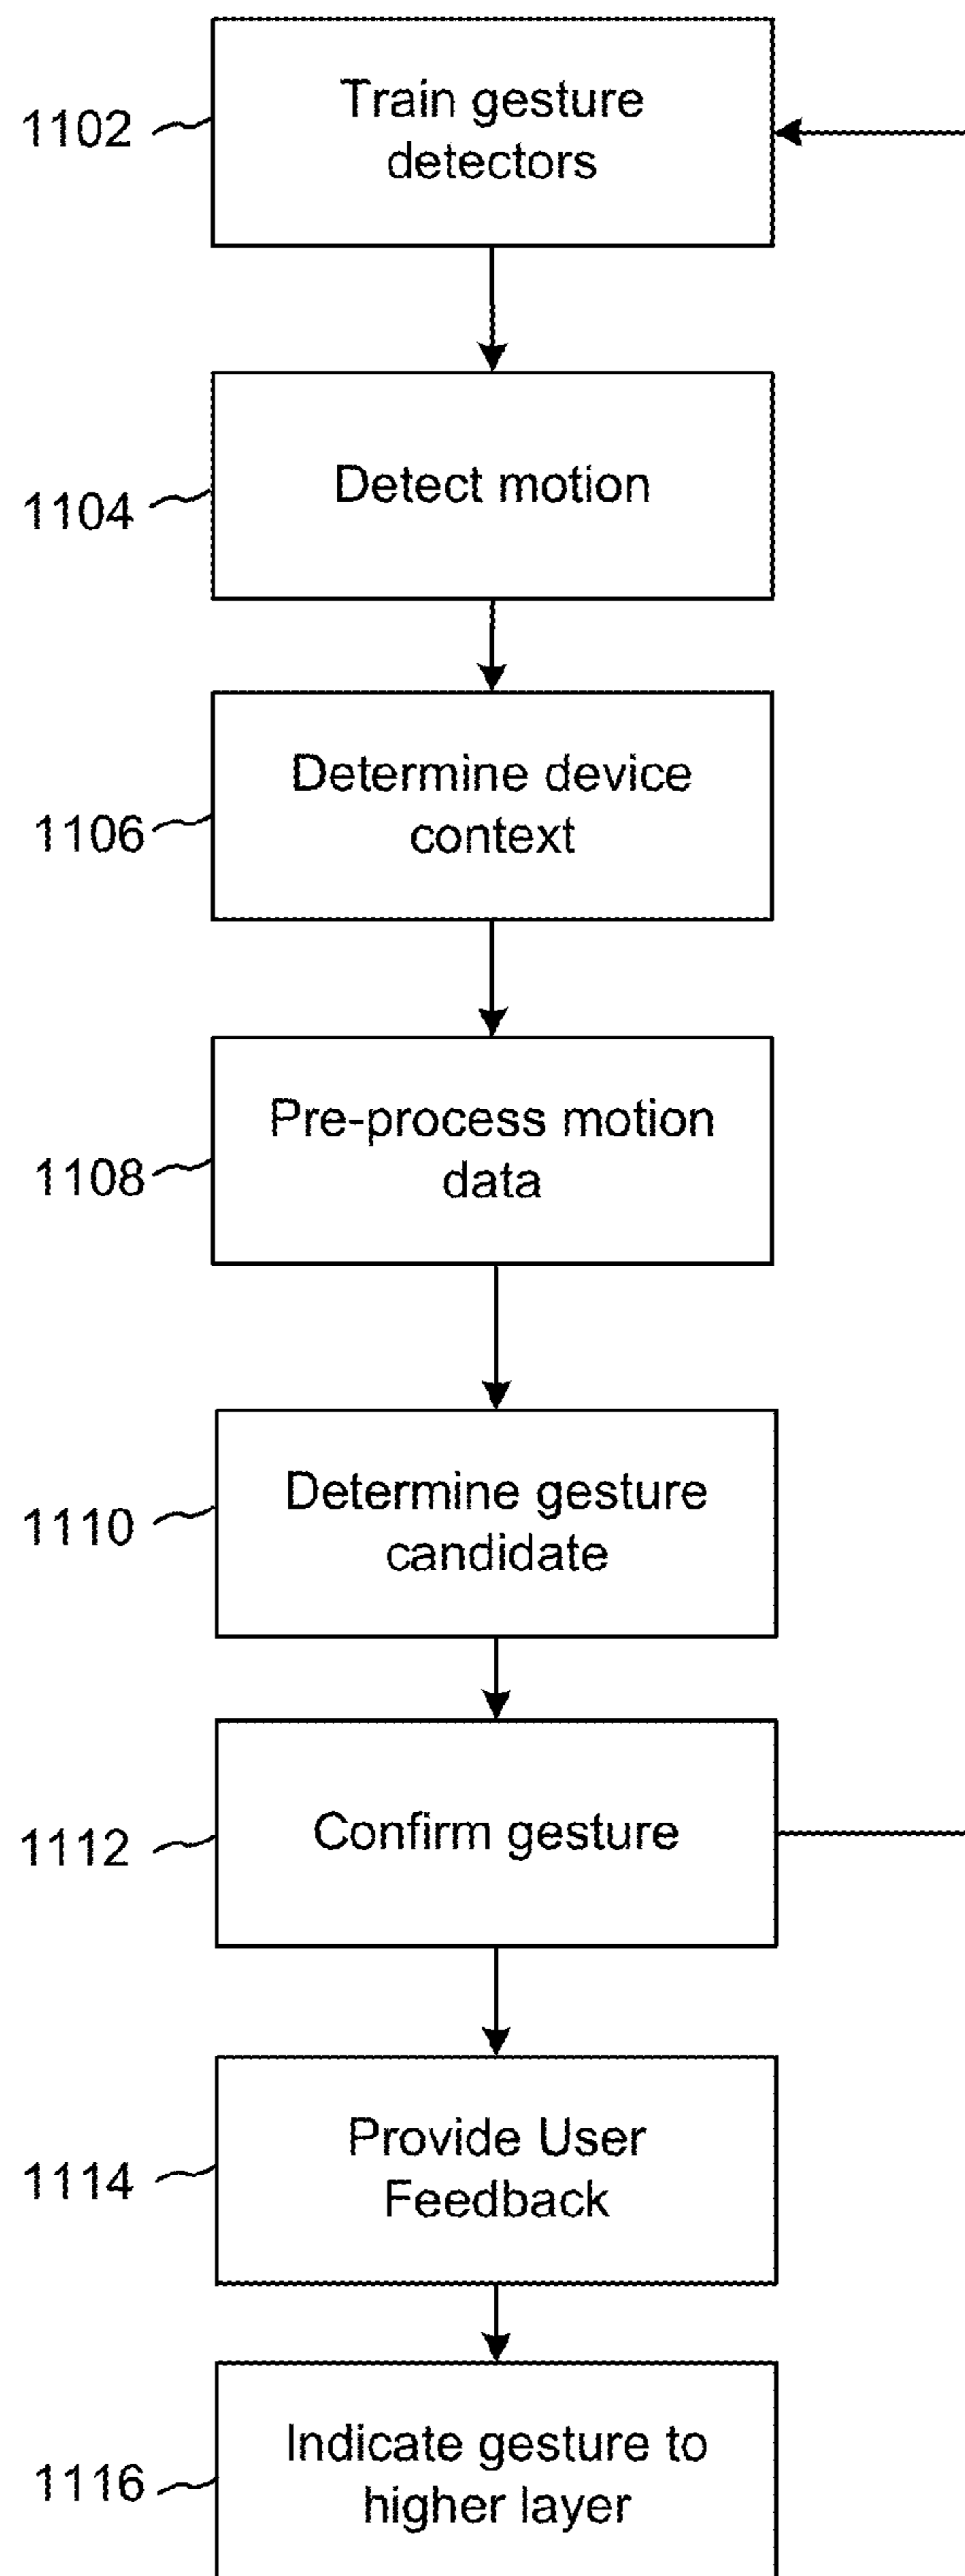 Train gesture
detectors
1102
Detect motion
1104
Determine device
context
1106
Pre-process motion
data
1108
Determine gesture
candidate
1110
Confirm gesture
1112
Provide User
Feedback
1114
Indicate gesture to
higher layer
1116